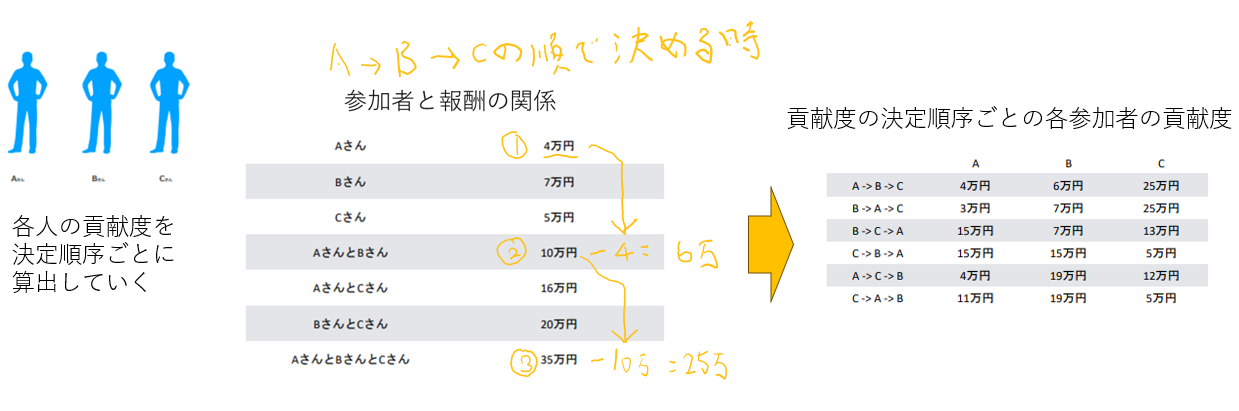 A→B→Cの順で決める時
参加者と報酬の関係
貢献度の決定順序ごとの各参加者の貢献度
Aさん
Bさん
Cさん
各人の貢献度を
決定順序ごとに
算出していく
Aさん ① 4万円
Bさん 7万円
Cさん 5万円
AさんとBさん ② 10万円 -4= 6万
AさんとCさん 16万円
BさんとCさん 20万円
AさんとBさんとCさん ③ 35万円 -10万=25万
A B C
A -> B -> C 4万円 6万円 25万円
B -> A -> C 3万円 7万円 25万円
B -> C -> A 15万円 7万円 13万円
C -> B -> A 15万円 15万円 5万円
A -> C -> B 4万円 19万円 12万円
C -> A -> B 11万円 19万円 5万円